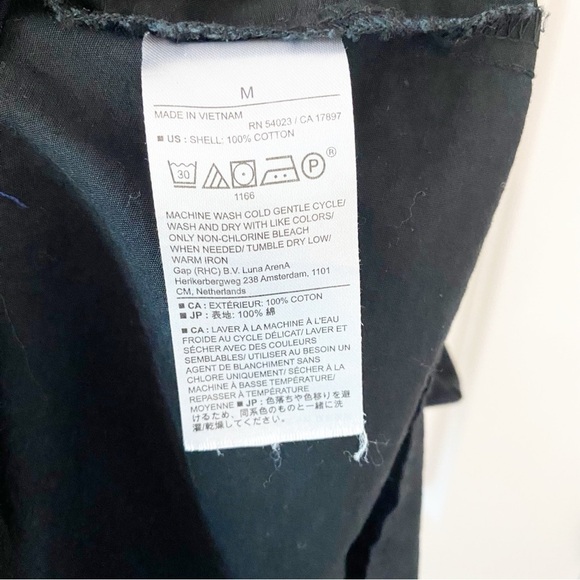 M
MADE IN VIETNAM
RN 54023 / CA 17897
■ US : SHELL: 100% COTTON
30 P ®
1166
MACHINE WASH COLD GENTLE CYCLE/
WASH AND DRY WITH LIKE COLORS/
ONLY NON-CHLORINE BLEACH
WHEN NEEDED/ TUMBLE DRY LOW/
WARM IRON
Gap (RHC) B.V. Luna ArenA
Herikerbergweg 238 Amsterdam, 1101
CM, Netherlands
■ CA : EXTÉRIEUR: 100% COTON
■ JP : 表地: 100% 綿
■ CA : LAVER À LA MACHINE À L'EAU
FROIDE AU CYCLE DÉLICAT/ LAVER ET
SÉCHER AVEC DES COULEURS
SEMBLABLES/ UTILISER AU BESOIN UN
AGENT DE BLANCHIMENT SANS
CHLORE UNIQUEMENT/ SÉCHER À LA
MACHINE À BASSE TEMPÉRATURE/
REPASSER À TEMPÉRATURE
MOYENNE ■ JP : 色落ちや色移りを避
けるため、同系色のものと一緒に洗
濯/乾燥してください。